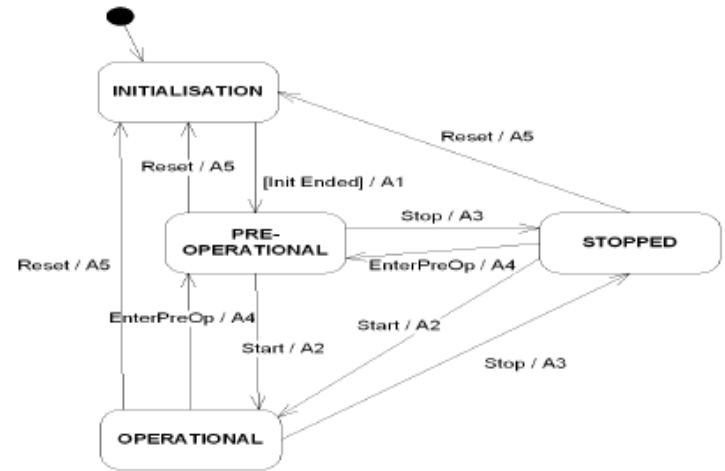 INITIALISATION
Reset / A5
Reset / A5
[Init Ended] / A1
Stop / A3
PRE-
OPERATIONAL
STOPPED
Reset / A5
EnterPreOp / A4
EnterPreOp / A4
Start / A2
Start / A2
Stop / A3
OPERATIONAL